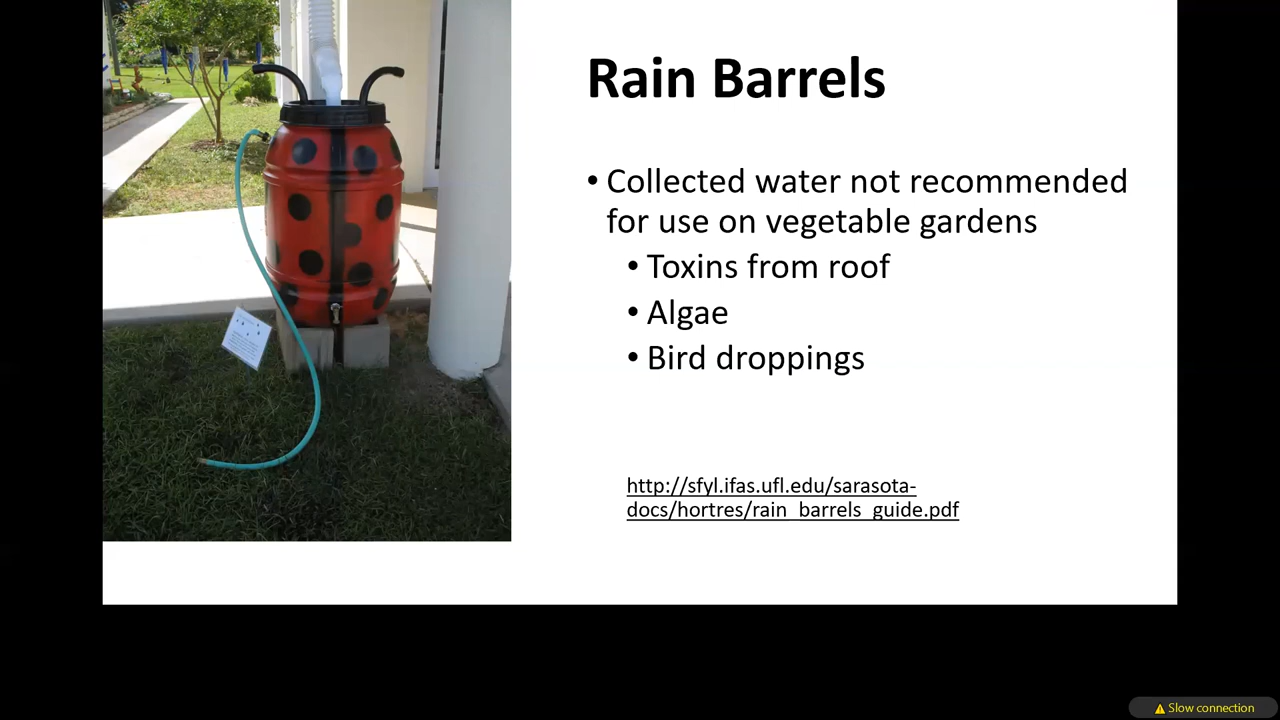 Rain Barrels
• Collected water not recommended
for use on vegetable gardens
• Toxins from roof
• Algae
• Bird droppings
http://sfyl.ifas.ufl.edu/sarasota-
docs/hortres/rain_barrels_guide.pdf
Slow connection